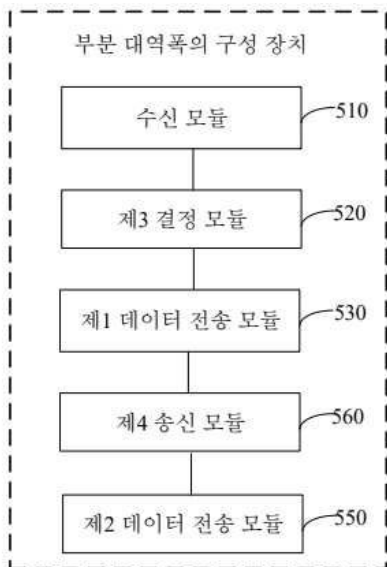 부분 대역폭의 구성 장치
수신 모듈
510
제3 결정 모듈
520
제1 데이터 전송 모듈
530
제4 송신 모듈
560
제2 데이터 전송 모듈
550